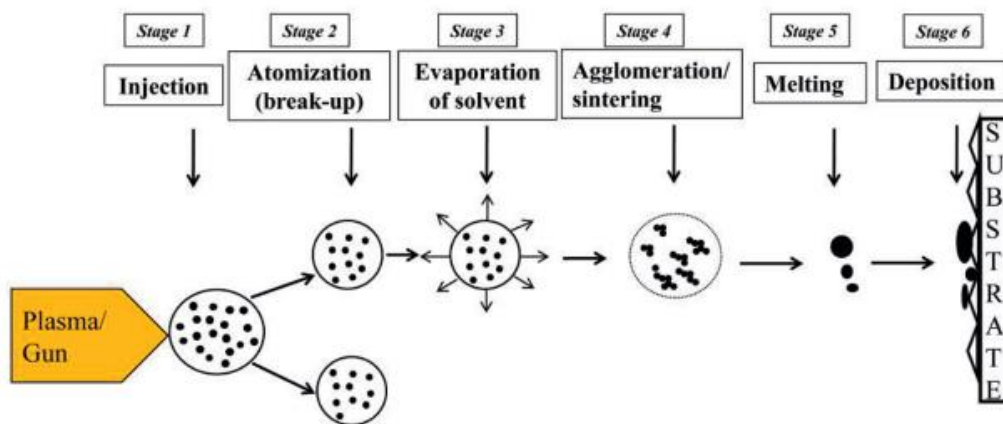 Stage 1
Stage 2
Stage 3
Stage 4
Stage 5
Stage 6
Injection
Atomization
(break-up)
Evaporation
of solvent
Agglomeration/
sintering
Melting
Deposition
Plasma/
Gun
SUBSTRATE